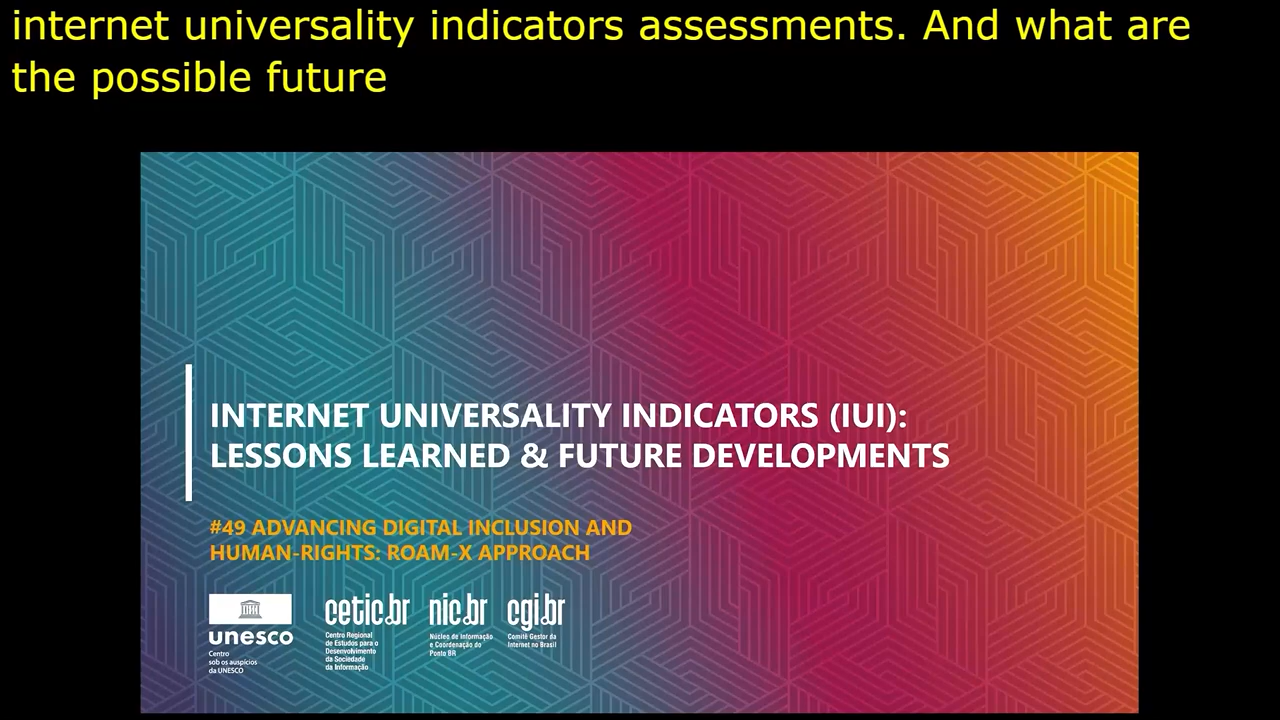 internet universality indicators assessments. And what are
the possible future
INTERNET UNIVERSALITY INDICATORS (IUI):
LESSONS LEARNED & FUTURE DEVELOPMENTS
#49 ADVANCING DIGITAL INCLUSION AND
HUMAN-RIGHTS: ROAM-X APPROACH
unesco
Centro
sob os auspícios
da UNESCO
cetic.br
Centro Regional
de Estudos para o
Desenvolvimento
da Sociedade
da Informação
nic.br
Núcleo de Informação
e Coordenação do
Ponto BR
cgi.br
Comitê Gestor da
Internet no Brasil